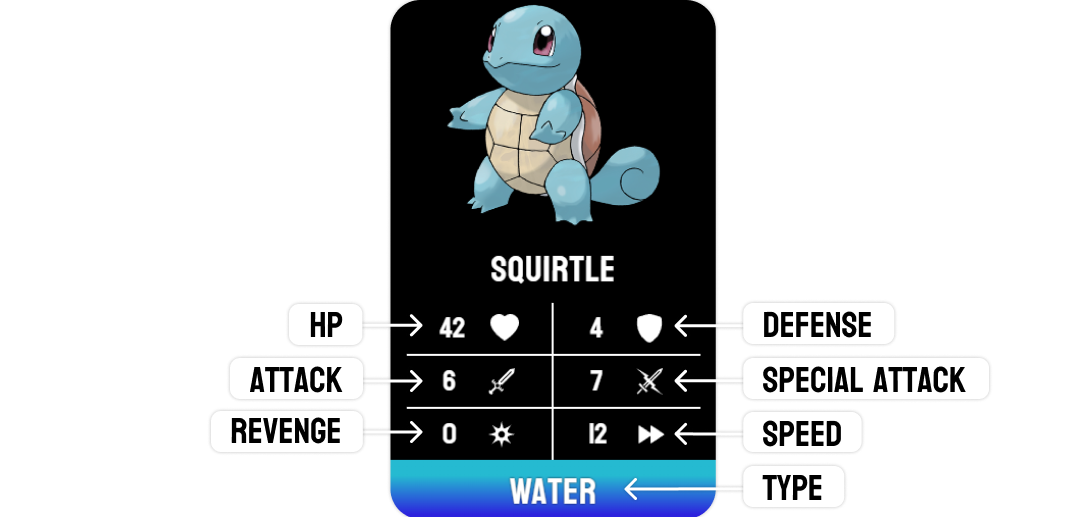 SQUIRTLE
HP
42
4
DEFENSE
ATTACK
6
7
SPECIAL ATTACK
REVENGE
0
12
SPEED
WATER
TYPE